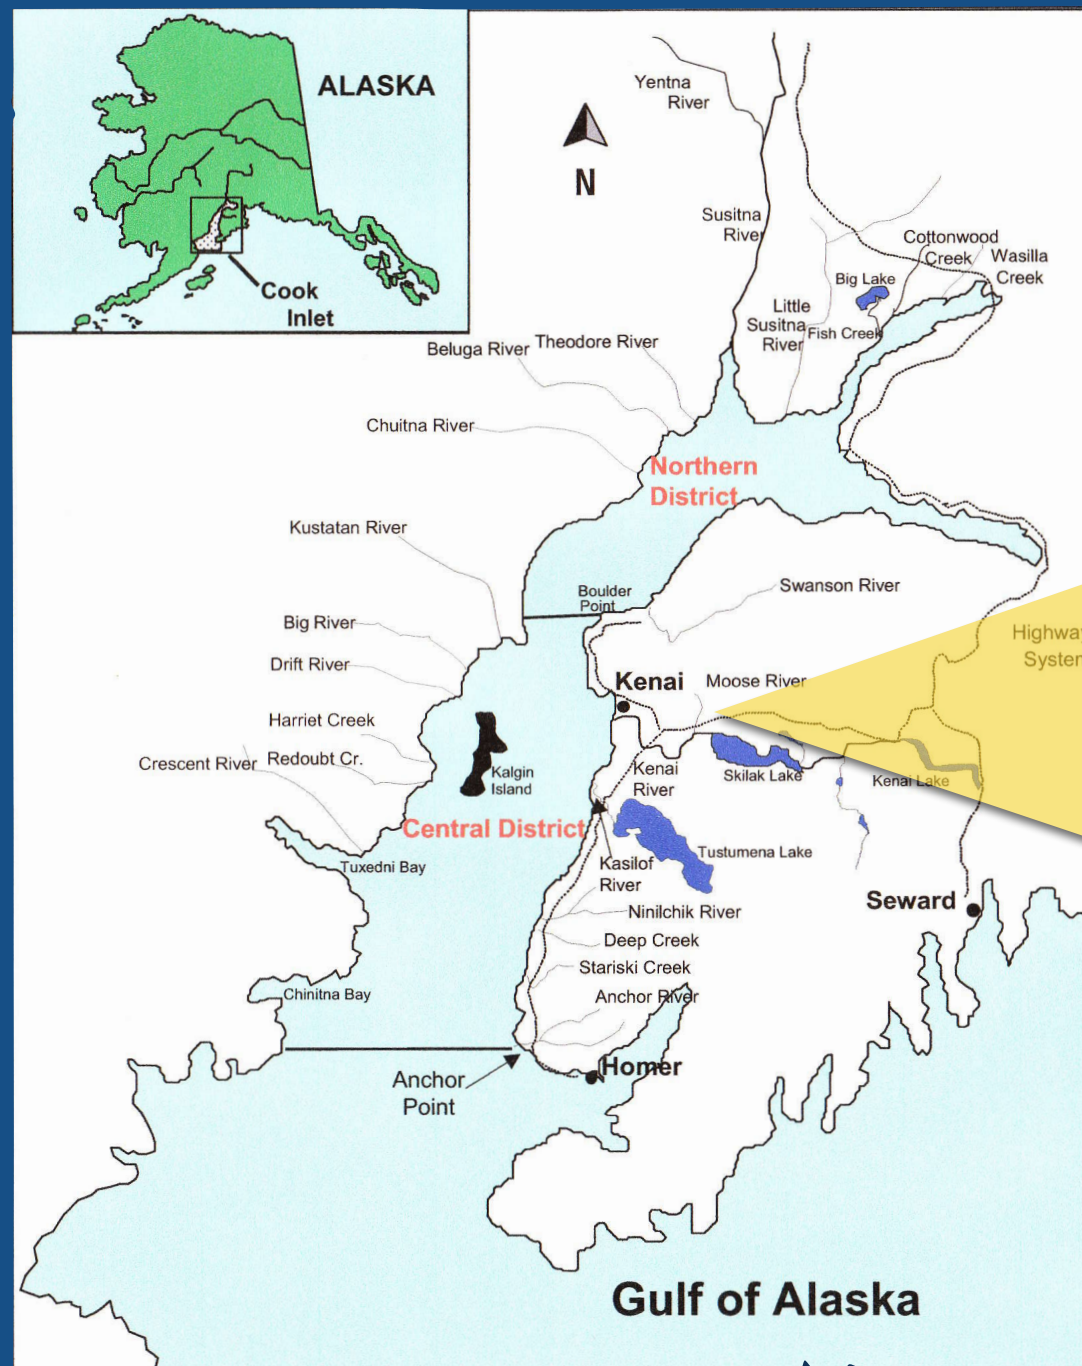 ALASKA
Cook
Inlet
N
Yentna
River
Susitna
River
Cottonwood
Creek
Wasilla
Creek
Big Lake
Little
Susitna
River
Fish Creek
Beluga River
Theodore River
Chuitna River
Northern
District
Kustatan River
Boulder
Point
Swanson River
Big River
Highway
System
Drift River
Kenai
Moose River
Harriet Creek
Crescent River
Redoubt Cr.
Kalgin
Island
Kenai
River
Skilak Lake
Kenai Lake
Central District
Tustumena Lake
Tuxedni Bay
Kasilof
River
Seward
Ninilchik River
Deep Creek
Stariski Creek
Chinitna Bay
Anchor River
Homer
Anchor
Point
Gulf of Alaska